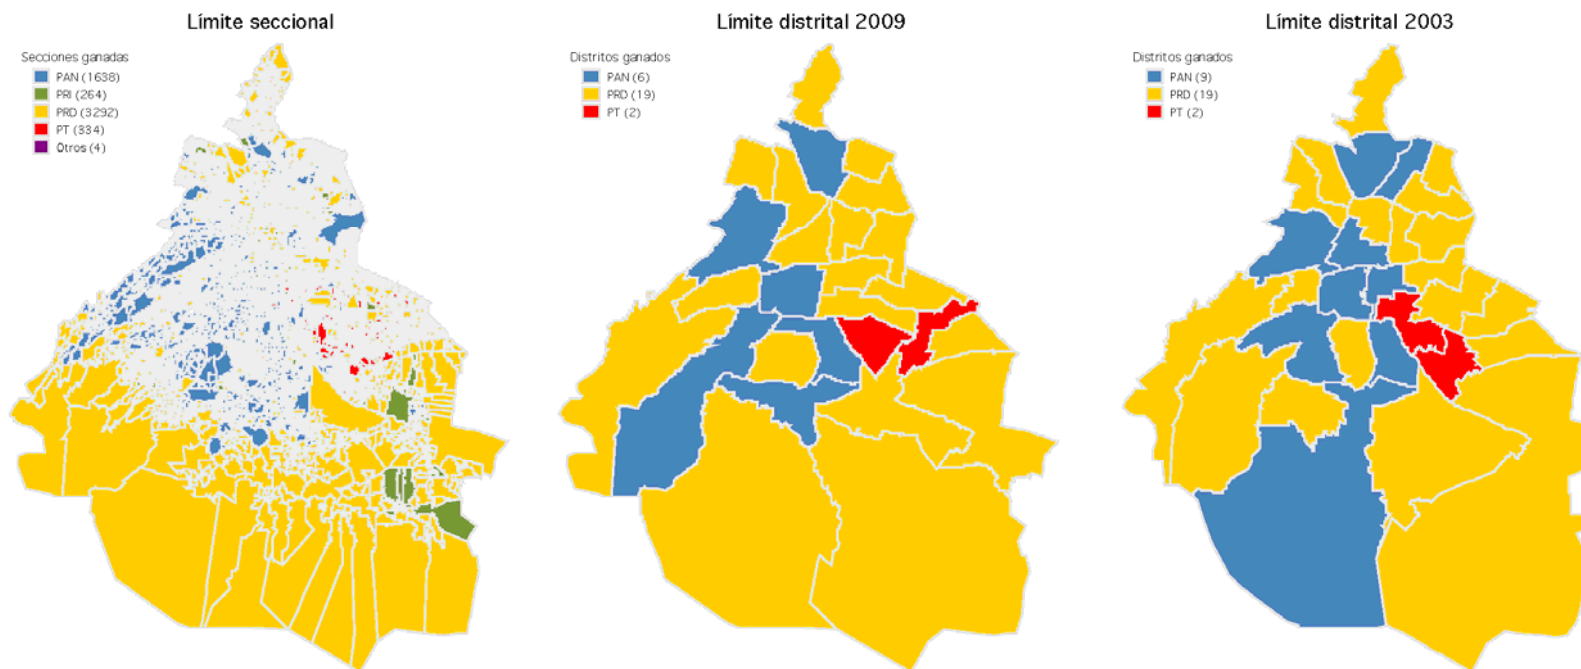 Límite seccional
Secciones ganadas
PAN (1638)
PRI (264)
PRD (3292)
PT (334)
Otros (4)
Límite distrital 2009
Distritos ganados
PAN (6)
PRD (19)
PT (2)
Límite distrital 2003
Distritos ganados
PAN (9)
PRD (19)
PT (2)